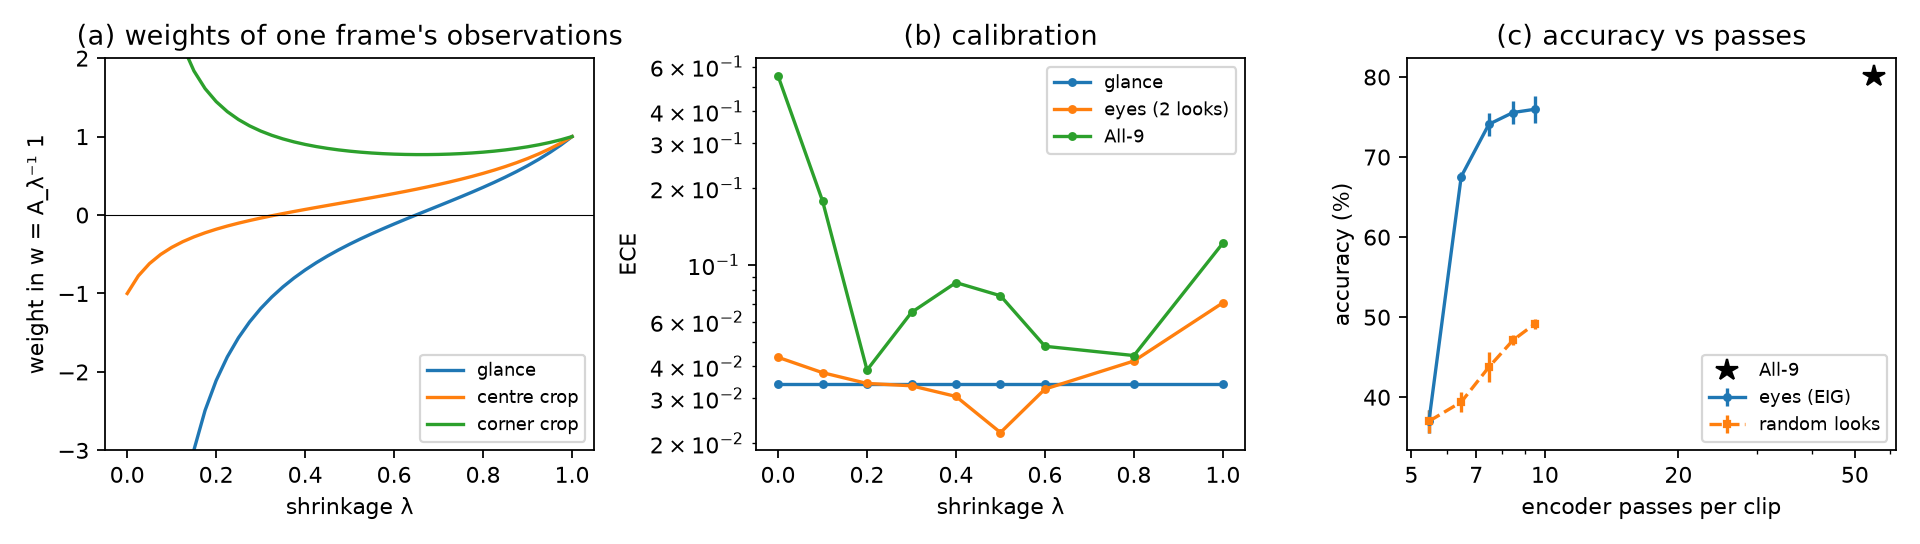 (a) weights of one frame's observations
weight in w = A_λ⁻¹ 1
2
1
0
−1
−2
−3
glance
centre crop
corner crop
0.0 0.2 0.4 0.6 0.8 1.0
shrinkage λ
(b) calibration
ECE
6 × 10⁻¹
4 × 10⁻¹
3 × 10⁻¹
2 × 10⁻¹
10⁻¹
6 × 10⁻²
4 × 10⁻²
3 × 10⁻²
2 × 10⁻²
glance
eyes (2 looks)
All-9
0.0 0.2 0.4 0.6 0.8 1.0
shrinkage λ
(c) accuracy vs passes
accuracy (%)
80
70
60
50
40
All-9
eyes (EIG)
random looks
5 7 10 20 50
encoder passes per clip